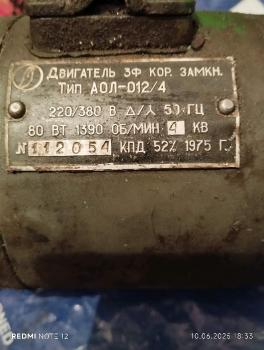 Двигатель 3Ф кор. замкн.
Тип АОЛ-012/4
220/380 В Δ/⅄ 50 Гц
80 Вт 1390 об/мин 4 КВ
№ 112054 КПД 52% 1975 г.
REDMI NOTE 12
10.06.2025 18:33